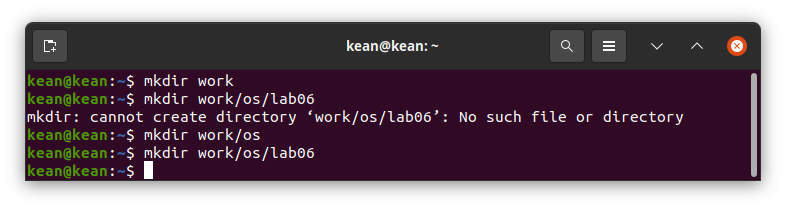 kean@kean: ~
kean@kean:~$ mkdir work
kean@kean:~$ mkdir work/os/lab06
mkdir: cannot create directory ‘work/os/lab06’: No such file or directory
kean@kean:~$ mkdir work/os
kean@kean:~$ mkdir work/os/lab06
kean@kean:~$